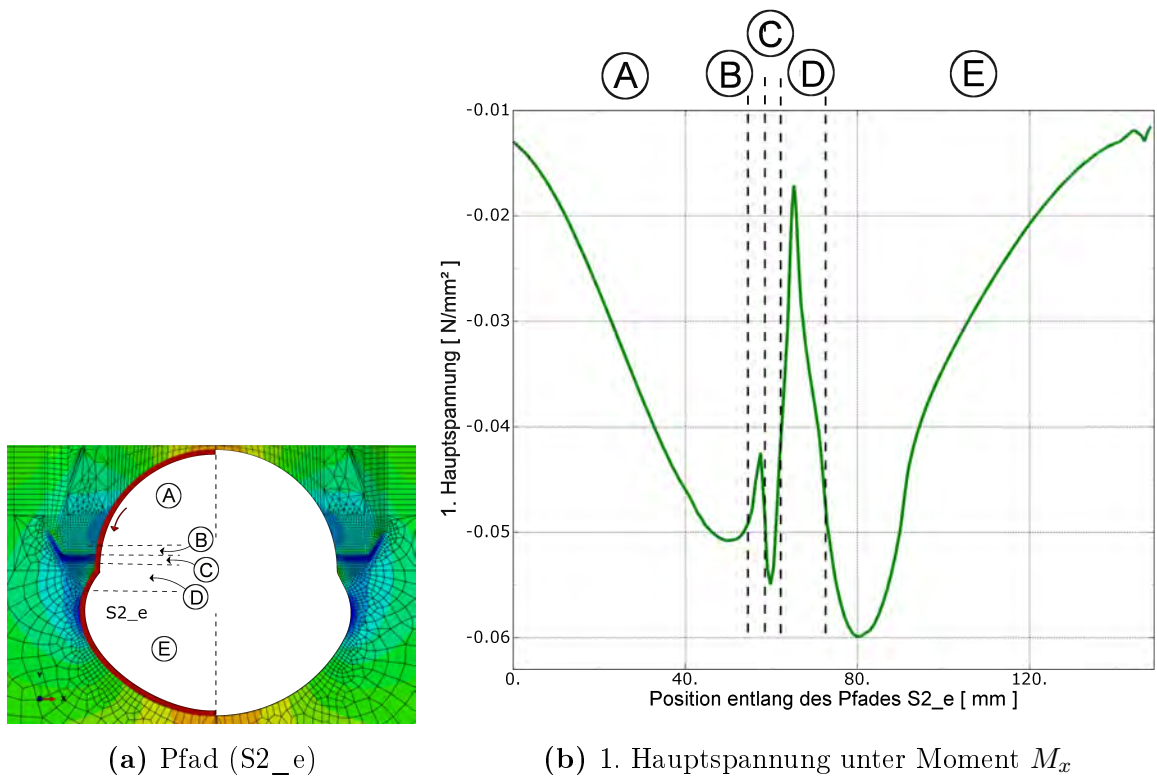 A
B
C
D
S2_e
E
Y
X
A
B
C
D
E
1. Hauptspannung [ N/mm² ]
-0.01
-0.02
-0.03
-0.04
-0.05
-0.06
0.
40.
80.
120.
Position entlang des Pfades S2_e [ mm ]
(a) Pfad (S2_e)
(b) 1. Hauptspannung unter Moment Mx